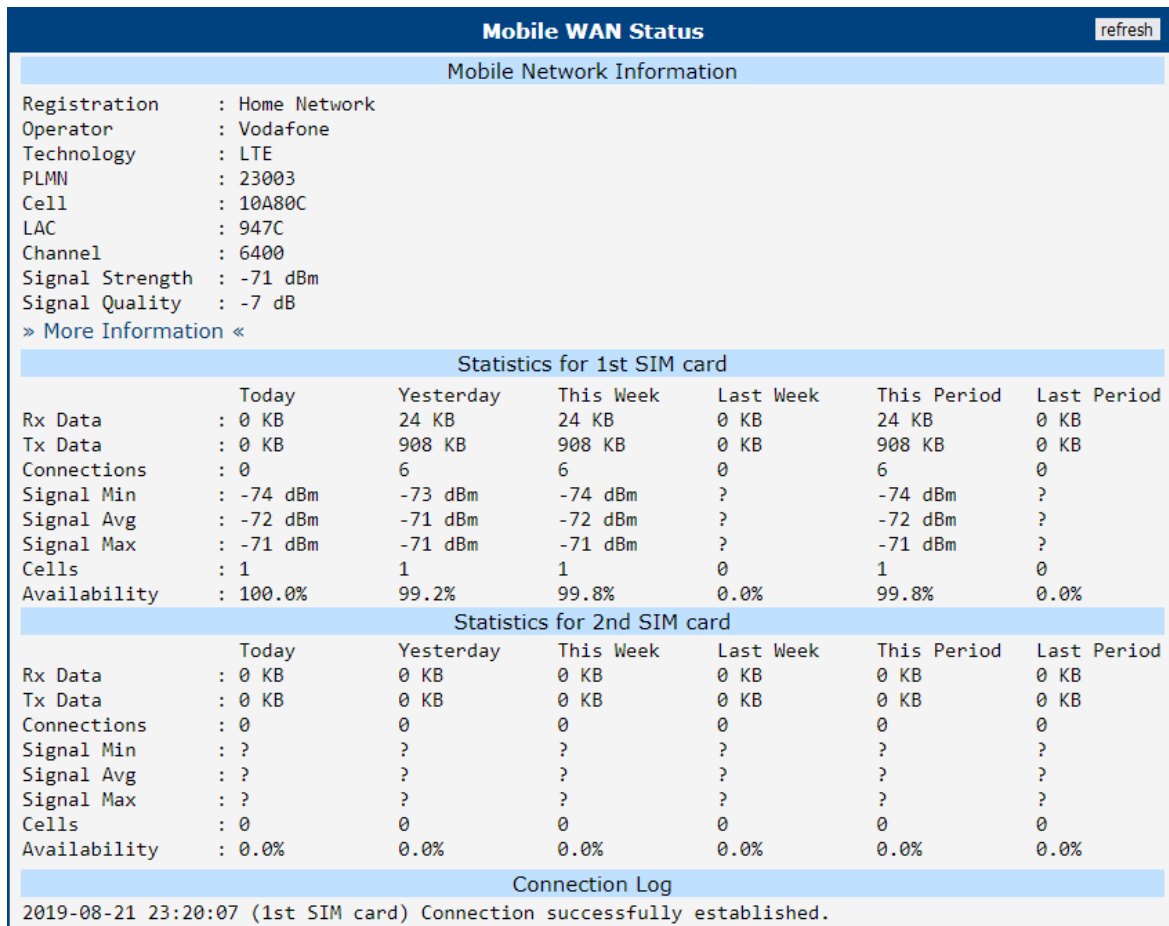 Mobile WAN Status refresh
Mobile Network Information
Registration : Home Network
Operator : Vodafone
Technology : LTE
PLMN : 23003
Cell : 10A80C
LAC : 947C
Channel : 6400
Signal Strength : -71 dBm
Signal Quality : -7 dB
» More Information «
Statistics for 1st SIM card
Today Yesterday This Week Last Week This Period Last Period
Rx Data : 0 KB 24 KB 24 KB 0 KB 24 KB 0 KB
Tx Data : 0 KB 908 KB 908 KB 0 KB 908 KB 0 KB
Connections : 0 6 6 0 6 0
Signal Min : -74 dBm -73 dBm -74 dBm ? -74 dBm ?
Signal Avg : -72 dBm -71 dBm -72 dBm ? -72 dBm ?
Signal Max : -71 dBm -71 dBm -71 dBm ? -71 dBm ?
Cells : 1 1 1 0 1 0
Availability : 100.0% 99.2% 99.8% 0.0% 99.8% 0.0%
Statistics for 2nd SIM card
Today Yesterday This Week Last Week This Period Last Period
Rx Data : 0 KB 0 KB 0 KB 0 KB 0 KB 0 KB
Tx Data : 0 KB 0 KB 0 KB 0 KB 0 KB 0 KB
Connections : 0 0 0 0 0 0
Signal Min : ? ? ? ? ? ?
Signal Avg : ? ? ? ? ? ?
Signal Max : ? ? ? ? ? ?
Cells : 0 0 0 0 0 0
Availability : 0.0% 0.0% 0.0% 0.0% 0.0% 0.0%
Connection Log
2019-08-21 23:20:07 (1st SIM card) Connection successfully established.